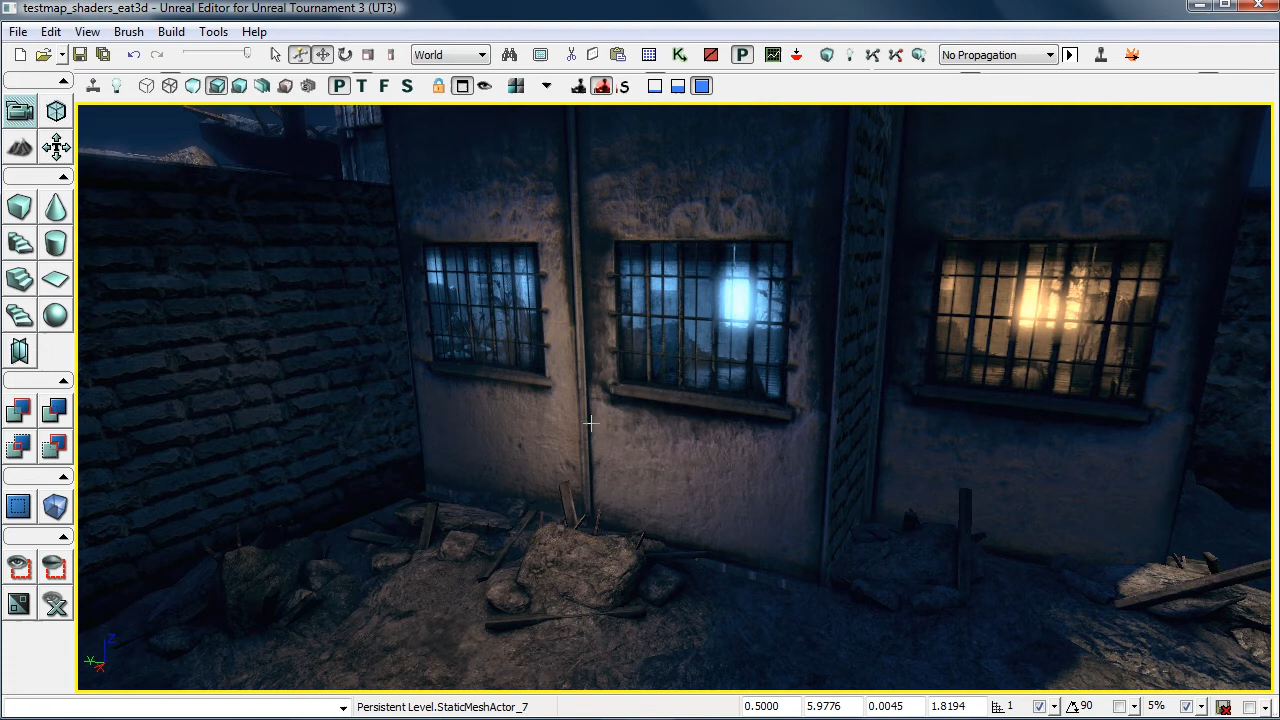 testmap_shaders_eat3d - Unreal Editor for Unreal Tournament 3 (UT3)
File Edit View Brush Build Tools Help
World
P
No Propagation
P T F S
S
Z
Y
X
Persistent Level.StaticMeshActor_7
0.5000 5.9776 0.0045 1.8194 1 90 5%